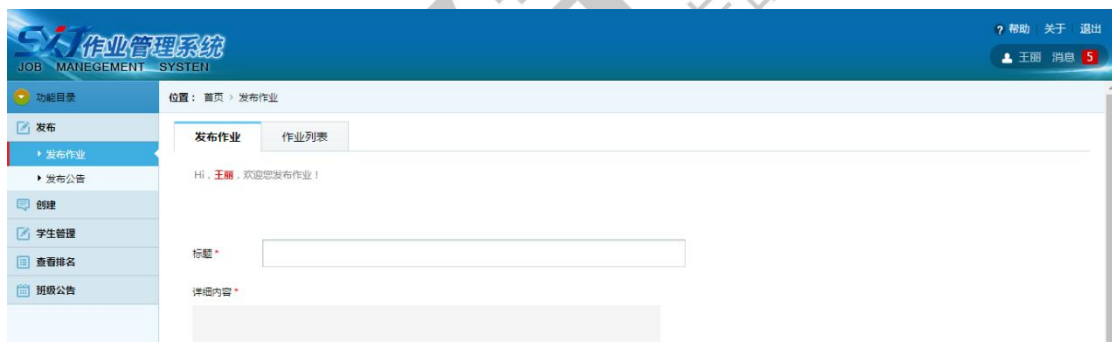 SXT作业管理系统
JOB MANEGEMENT SYSTEN
? 帮助 关于 退出
王丽 消息 5
功能目录
位置： 首页 > 发布作业
发布
发布作业
发布公告
创建
学生管理
查看排名
班级公告
发布作业 作业列表
Hi，王丽，欢迎您发布作业！
标题*
详细内容*